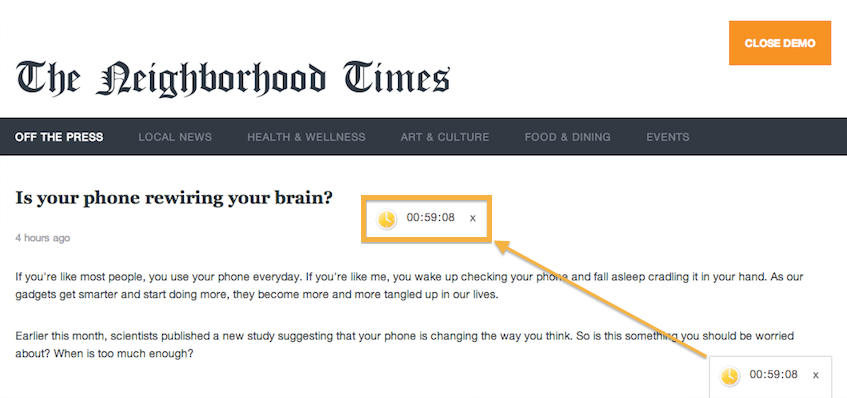 CLOSE DEMO
The Neighborhood Times
OFF THE PRESS LOCAL NEWS HEALTH & WELLNESS ART & CULTURE FOOD & DINING EVENTS
Is your phone rewiring your brain?
00:59:08 x
4 hours ago
If you're like most people, you use your phone everyday. If you're like me, you wake up checking your phone and fall asleep cradling it in your hand. As our
gadgets get smarter and start doing more, they become more and more tangled up in our lives.
Earlier this month, scientists published a new study suggesting that your phone is changing the way you think. So is this something you should be worried
about? When is too much enough?
00:59:08 x